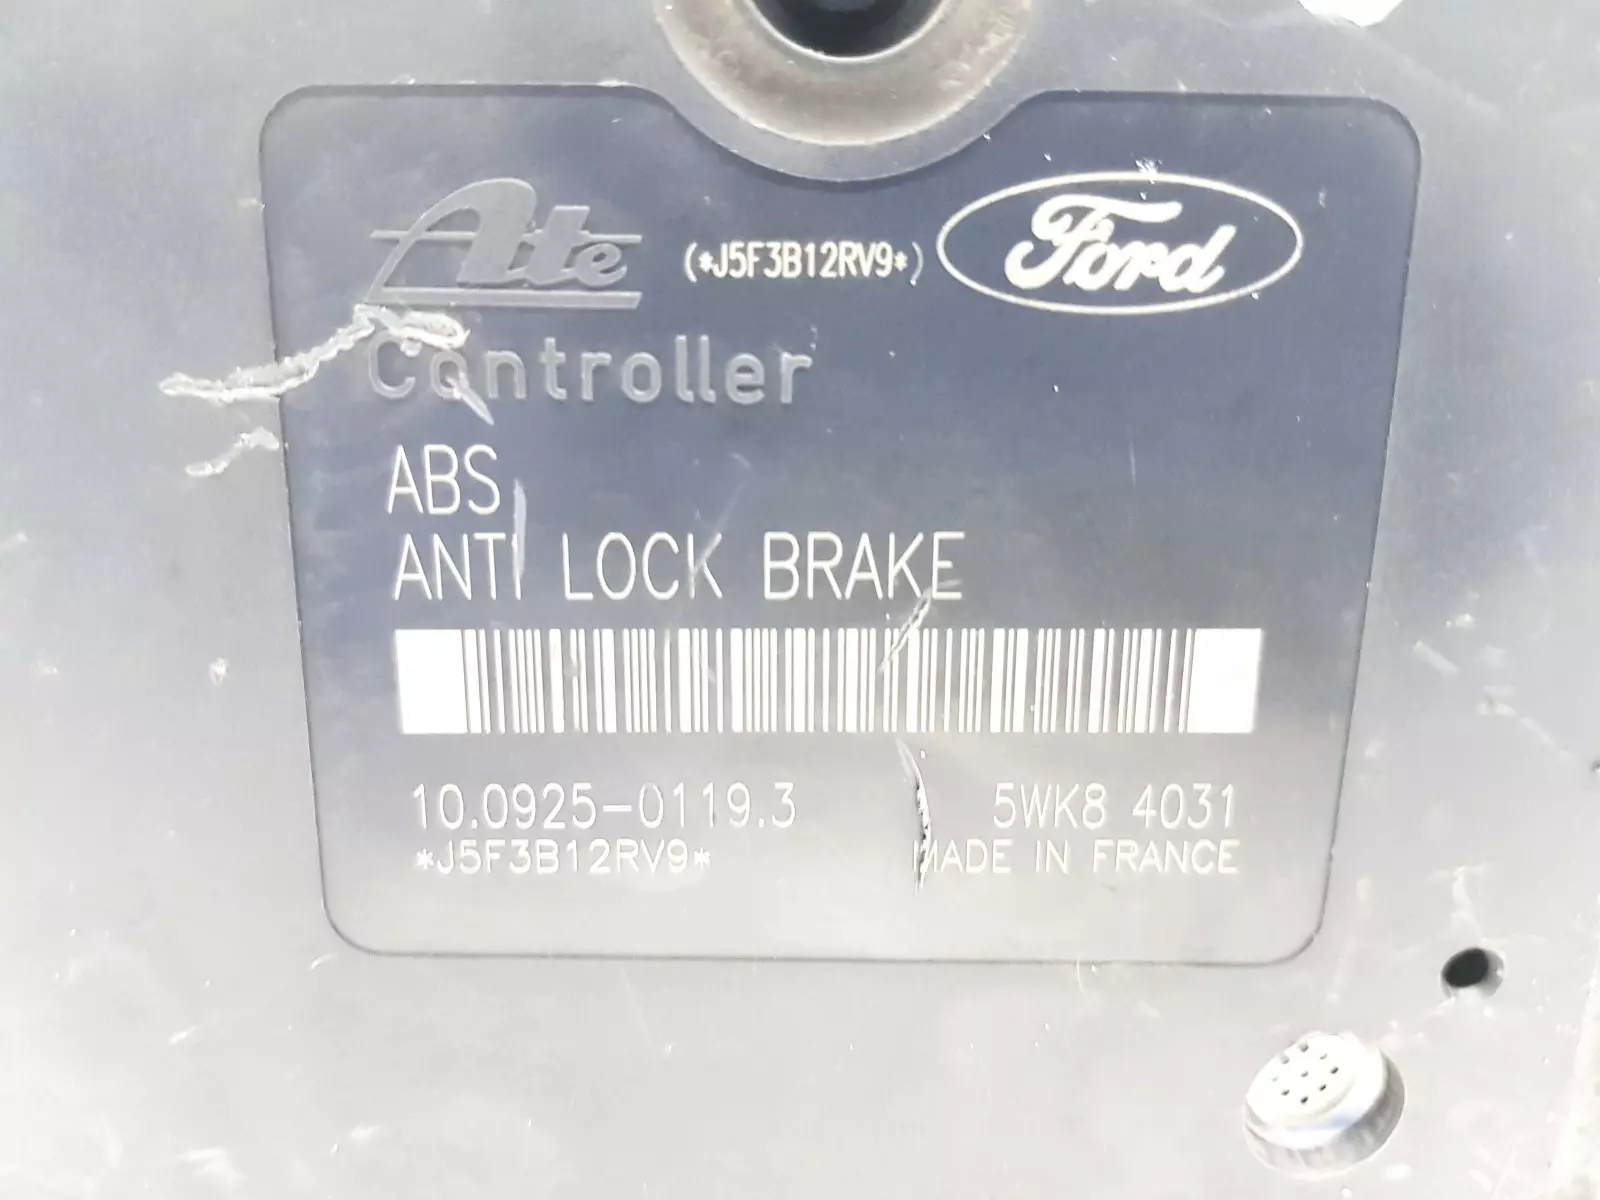 Ate (*J5F3B12RV9*) Ford
Controller
ABS
ANTI LOCK BRAKE
10.0925-0119.3 5WK8 4031
*J5F3B12RV9* MADE IN FRANCE